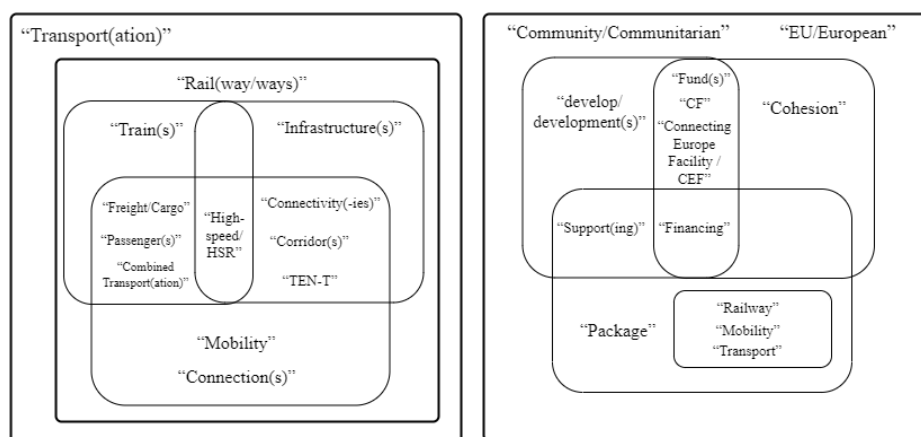 “Transport(ation)”
“Rail(way/ways)”
“Train(s)”
“Infrastructure(s)”
“Freight/Cargo”
“Passenger(s)”
“Combined
Transport(ation)”
“High-
speed/
HSR”
“Connectivity(-ies)”
“Corridor(s)”
“TEN-T”
“Mobility”
“Connection(s)”
“Community/Communitarian”
“EU/European”
“develop/
development(s)”
“Fund(s)”
“CF”
“Connecting
Europe
Facility /
CEF”
“Cohesion”
“Support(ing)”
“Financing”
“Package”
“Railway”
“Mobility”
“Transport”